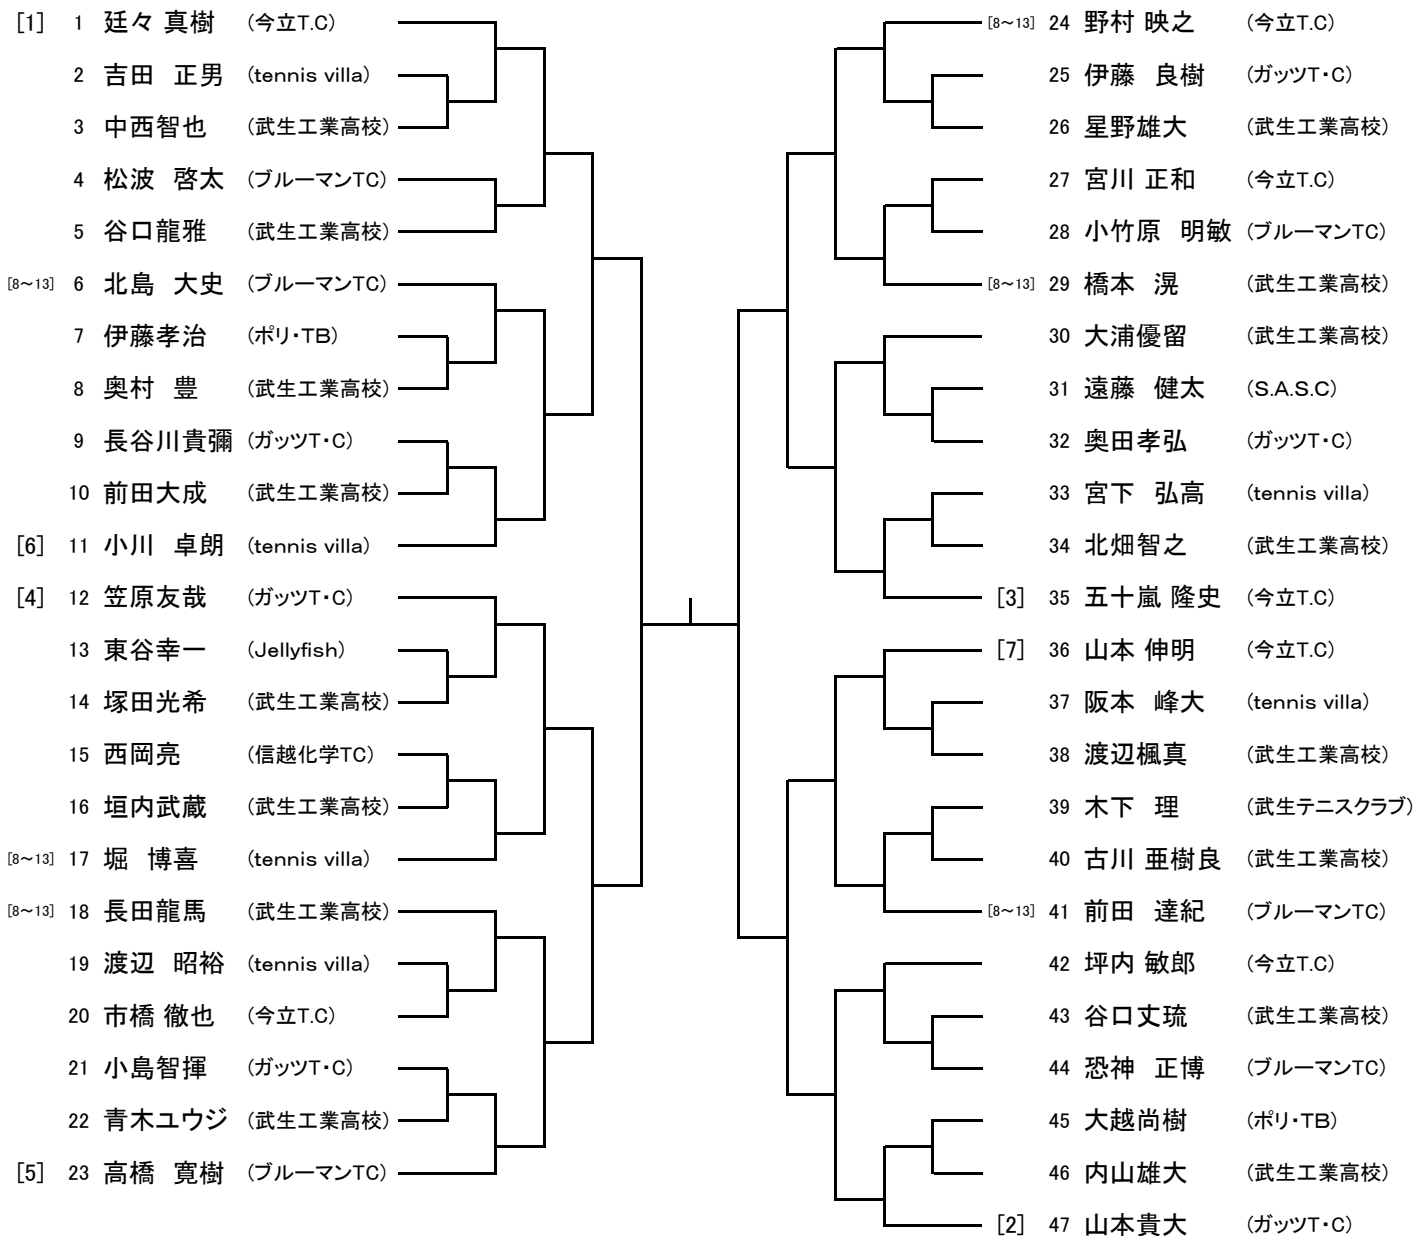 [1] 1 廷々 真樹 (今立T.C)
2 吉田 正男 (tennis villa)
3 中西智也 (武生工業高校)
4 松波 啓太 (ブルーマンTC)
5 谷口龍雅 (武生工業高校)
[8~13] 6 北島 大史 (ブルーマンTC)
7 伊藤孝治 (ポリ・TB)
8 奥村 豊 (武生工業高校)
9 長谷川貴彌 (ガッツT・C)
10 前田大成 (武生工業高校)
[6] 11 小川 卓朗 (tennis villa)
[4] 12 笠原友哉 (ガッツT・C)
13 東谷幸一 (Jellyfish)
14 塚田光希 (武生工業高校)
15 西岡亮 (信越化学TC)
16 垣内武蔵 (武生工業高校)
[8~13] 17 堀 博喜 (tennis villa)
[8~13] 18 長田龍馬 (武生工業高校)
19 渡辺 昭裕 (tennis villa)
20 市橋 徹也 (今立T.C)
21 小島智揮 (ガッツT・C)
22 青木ユウジ (武生工業高校)
[5] 23 高橋 寛樹 (ブルーマンTC)
[8~13] 24 野村 映之 (今立T.C)
25 伊藤 良樹 (ガッツT・C)
26 星野雄大 (武生工業高校)
27 宮川 正和 (今立T.C)
28 小竹原 明敏 (ブルーマンTC)
[8~13] 29 橋本 滉 (武生工業高校)
30 大浦優留 (武生工業高校)
31 遠藤 健太 (S.A.S.C)
32 奥田孝弘 (ガッツT・C)
33 宮下 弘高 (tennis villa)
34 北畑智之 (武生工業高校)
[3] 35 五十嵐 隆史 (今立T.C)
[7] 36 山本 伸明 (今立T.C)
37 阪本 峰大 (tennis villa)
38 渡辺楓真 (武生工業高校)
39 木下 理 (武生テニスクラブ)
40 古川 亜樹良 (武生工業高校)
[8~13] 41 前田 達紀 (ブルーマンTC)
42 坪内 敏郎 (今立T.C)
43 谷口丈琉 (武生工業高校)
44 恐神 正博 (ブルーマンTC)
45 大越尚樹 (ポリ・TB)
46 内山雄大 (武生工業高校)
[2] 47 山本貴大 (ガッツT・C)